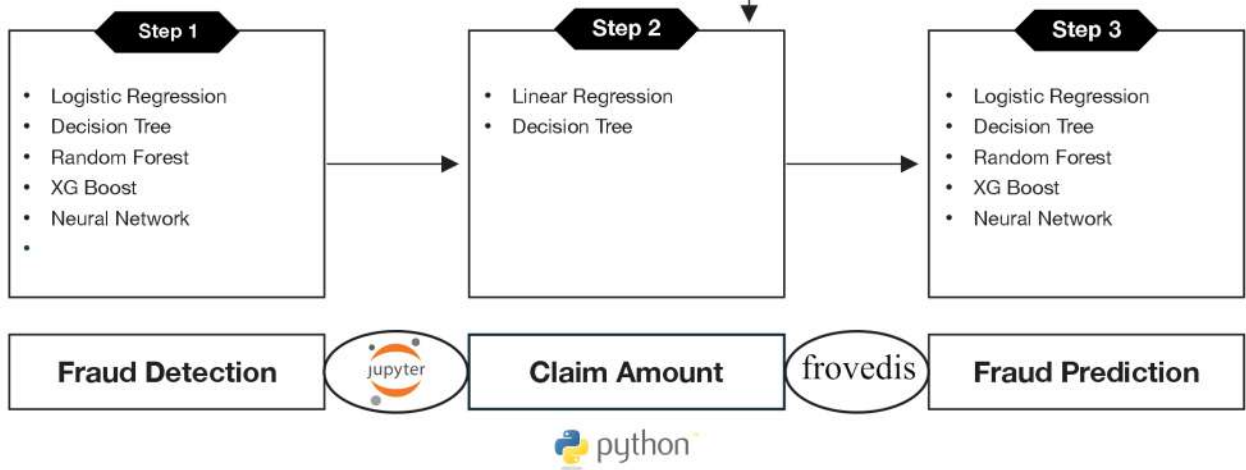 Step 1
• Logistic Regression
• Decision Tree
• Random Forest
• XG Boost
• Neural Network
•
Step 2
• Linear Regression
• Decision Tree
Step 3
• Logistic Regression
• Decision Tree
• Random Forest
• XG Boost
• Neural Network
Fraud Detection
jupyter
Claim Amount
frovedis
Fraud Prediction
python